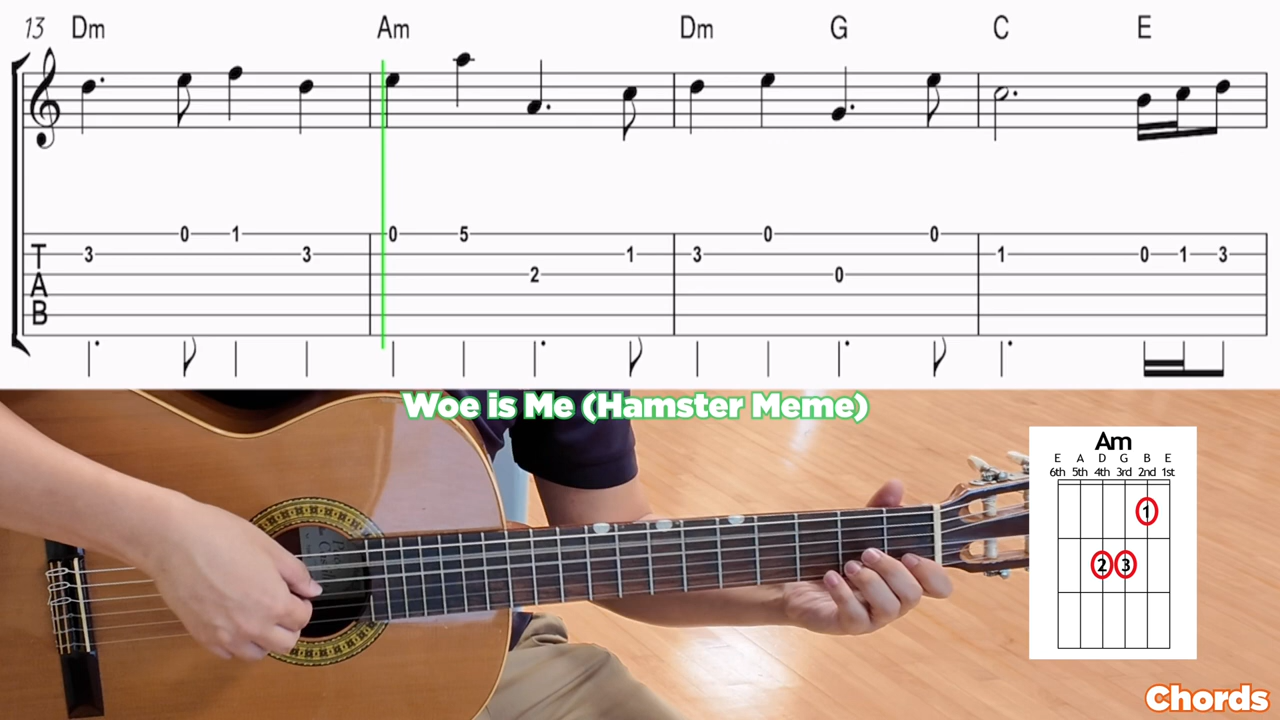 13 Dm Am Dm G C E
0 1 0 5 0 0
T 3 3 1 3 1 0 1 3
A 2 0
B
Woe is Me (Hamster Meme)
Am
E A D G B E
6th 5th 4th 3rd 2nd 1st
1
2 3
Chords